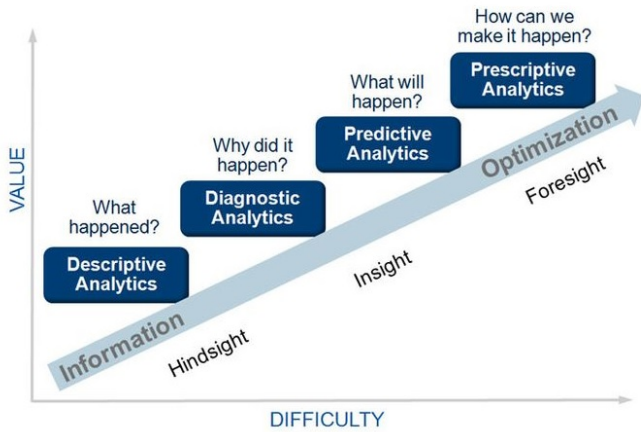 How can we
make it happen?
Prescriptive
Analytics
What will
happen?
Predictive
Analytics
Why did it
happen?
Diagnostic
Analytics
What
happened?
Descriptive
Analytics
Information
Optimization
Hindsight
Insight
Foresight
VALUE
DIFFICULTY